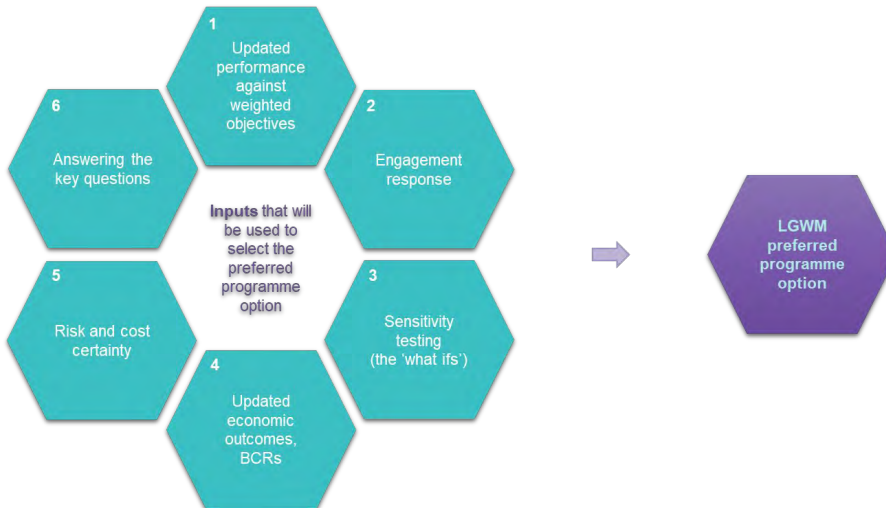 1
Updated
performance
against
weighted
objectives
2
Engagement
response
3
Sensitivity
testing
(the 'what ifs')
4
Updated
economic
outcomes,
BCRs
5
Risk and cost
certainty
6
Answering the
key questions
Inputs that will
be used to
select the
preferred
programme
option
LGWM
preferred
programme
option